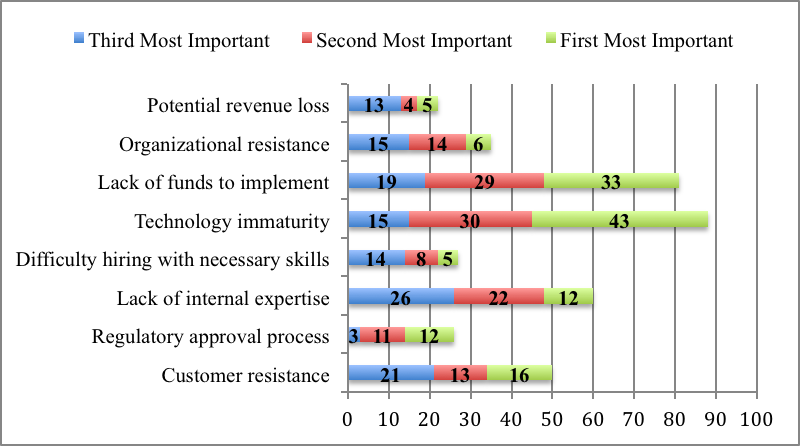 Third Most Important Second Most Important First Most Important
Potential revenue loss 13 4 5
Organizational resistance 15 14 6
Lack of funds to implement 19 29 33
Technology immaturity 15 30 43
Difficulty hiring with necessary skills 14 8 5
Lack of internal expertise 26 22 12
Regulatory approval process 3 11 12
Customer resistance 21 13 16
0 10 20 30 40 50 60 70 80 90 100